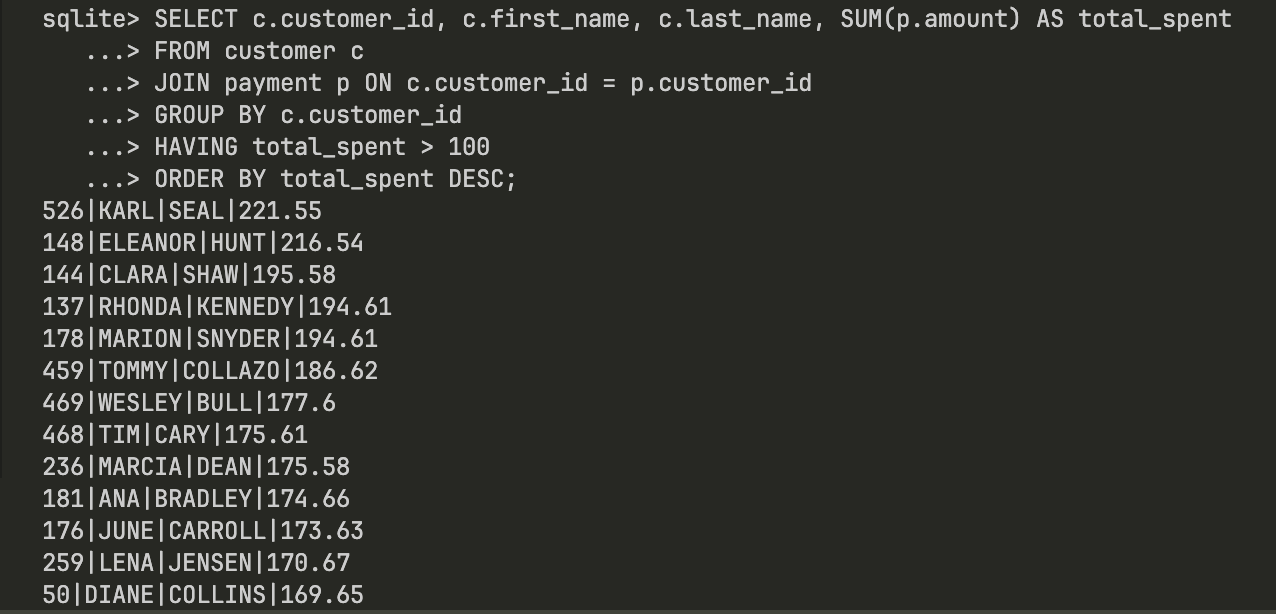 sqlite> SELECT c.customer_id, c.first_name, c.last_name, SUM(p.amount) AS total_spent
   ...> FROM customer c
   ...> JOIN payment p ON c.customer_id = p.customer_id
   ...> GROUP BY c.customer_id
   ...> HAVING total_spent > 100
   ...> ORDER BY total_spent DESC;
526|KARL|SEAL|221.55
148|ELEANOR|HUNT|216.54
144|CLARA|SHAW|195.58
137|RHONDA|KENNEDY|194.61
178|MARION|SNYDER|194.61
459|TOMMY|COLLAZO|186.62
469|WESLEY|BULL|177.6
468|TIM|CARY|175.61
236|MARCIA|DEAN|175.58
181|ANA|BRADLEY|174.66
176|JUNE|CARROLL|173.63
259|LENA|JENSEN|170.67
50|DIANE|COLLINS|169.65